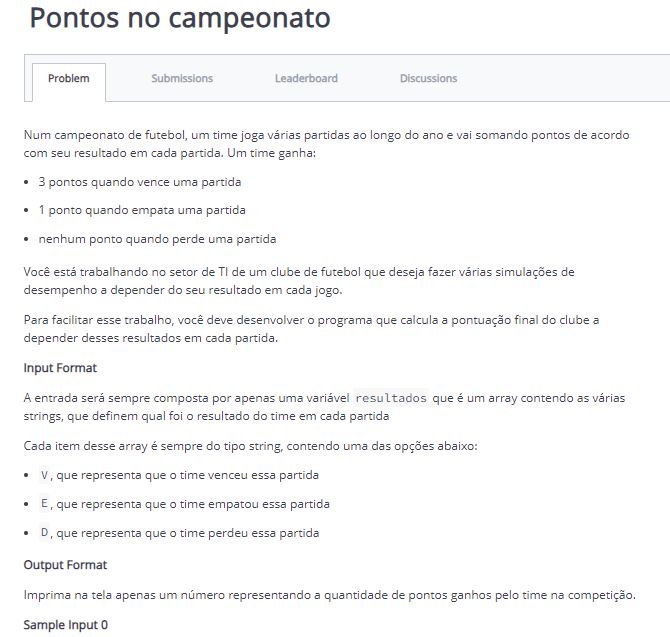 Pontos no campeonato
Problem
Submissions
Leaderboard
Discussions
Num campeonato de futebol, um time joga várias partidas ao longo do ano e vai somando pontos de acordo
com seu resultado em cada partida. Um time ganha:
• 3 pontos quando vence uma partida
• 1 ponto quando empata uma partida
• nenhum ponto quando perde uma partida
Você está trabalhando no setor de TI de um clube de futebol que deseja fazer várias simulações de
desempenho a depender do seu resultado em cada jogo.
Para facilitar esse trabalho, você deve desenvolver o programa que calcula a pontuação final do clube a
depender desses resultados em cada partida.
Input Format
A entrada será sempre composta por apenas uma variável resultados que é um array contendo as várias
strings, que definem qual foi o resultado do time em cada partida
Cada item desse array é sempre do tipo string, contendo uma das opções abaixo:
• V, que representa que o time venceu essa partida
• E, que representa que o time empatou essa partida
• D, que representa que o time perdeu essa partida
Output Format
Imprima na tela apenas um número representando a quantidade de pontos ganhos pelo time na competição.
Sample Input 0